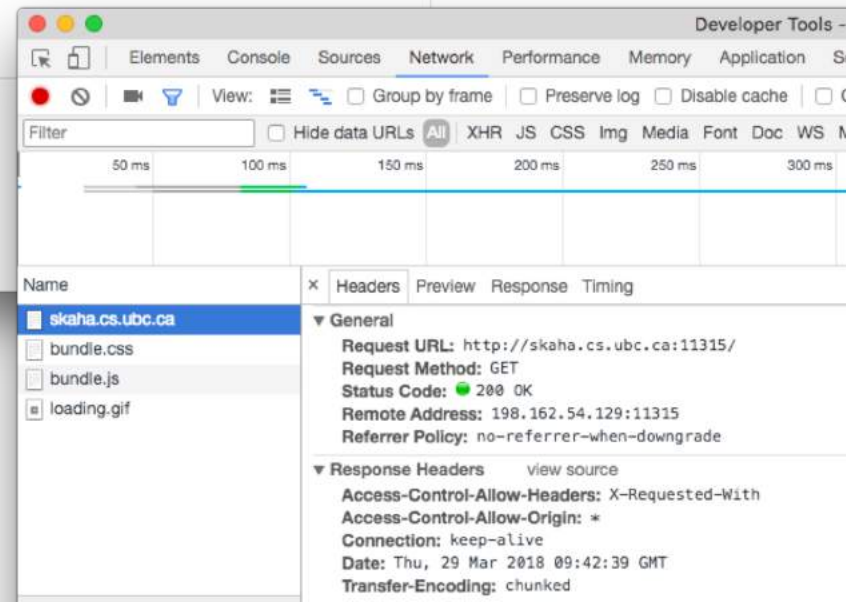 Developer Tools -
Elements Console Sources Network Performance Memory Application
View: Group by frame Preserve log Disable cache
Filter Hide data URLs All XHR JS CSS Img Media Font Doc WS
50 ms 100 ms 150 ms 200 ms 250 ms 300 ms
Name
× Headers Preview Response Timing
skaha.cs.ubc.ca
bundle.css
bundle.js
loading.gif
▼ General
Request URL: http://skaha.cs.ubc.ca:11315/
Request Method: GET
Status Code: 200 OK
Remote Address: 198.162.54.129:11315
Referrer Policy: no-referrer-when-downgrade
▼ Response Headers view source
Access-Control-Allow-Headers: X-Requested-With
Access-Control-Allow-Origin: *
Connection: keep-alive
Date: Thu, 29 Mar 2018 09:42:39 GMT
Transfer-Encoding: chunked